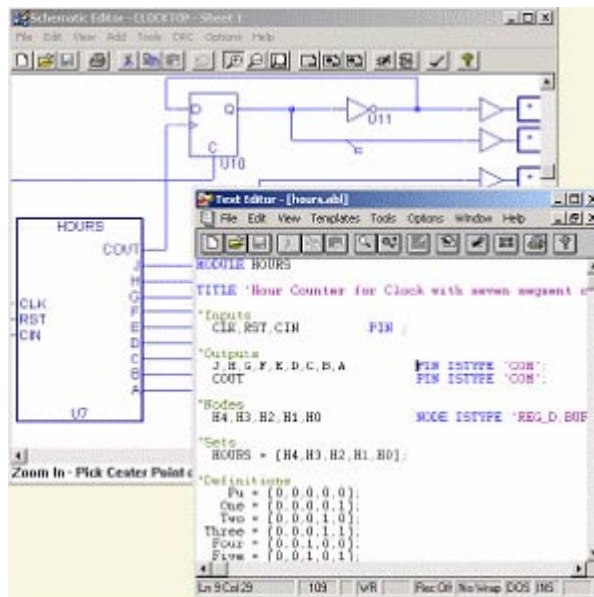 Schematic Editor - CLOCKTOP - Sheet 1
File Edit View Add Tools DRC Options Help
D Q
C
U10
U11
HOURS
COUT
J
H
G
F
E
D
C
B
A
CLK
RST
CIN
U7
Zoom In - Pick Center Point
Text Editor - [hours.abl]
File Edit View Templates Tools Options Window Help
MODULE HOURS
TITLE 'Hour Counter for Clock with seven segment
"Inputs
CLK,RST,CIN PIN ;
"Outputs
J,H,G,F,E,D,C,B,A PIN ISTYPE 'COM';
COUT PIN ISTYPE 'COM';
"Nodes
H4,H3,H2,H1,H0 NODE ISTYPE 'REG_D,BUF
"Sets
HOURS = [H4,H3,H2,H1,H0];
"Definitions
Pu = [0,0,0,0,0];
One = [0,0,0,0,1];
Two = [0,0,0,1,0];
Three = [0,0,0,1,1];
Four = [0,0,1,0,0];
Five = [0,0,1,0,1];
Ln 9 Col 29 109 WR Rec Off No Wrap DOS INS